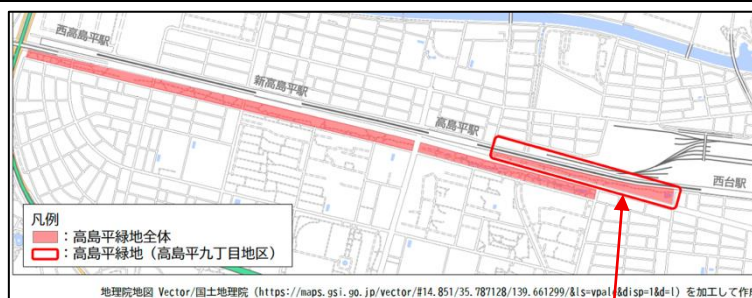 西高島平駅
新高島平駅
高島平駅
西台駅
凡例
：高島平緑地全体
：高島平緑地（高島平九丁目地区）
地理院地図 Vector/国土地理院（https://maps.gsi.go.jp/vector/#14.851/35.787128/139.661299/&ls=vpale&disp=1&d=l）を加工して作成